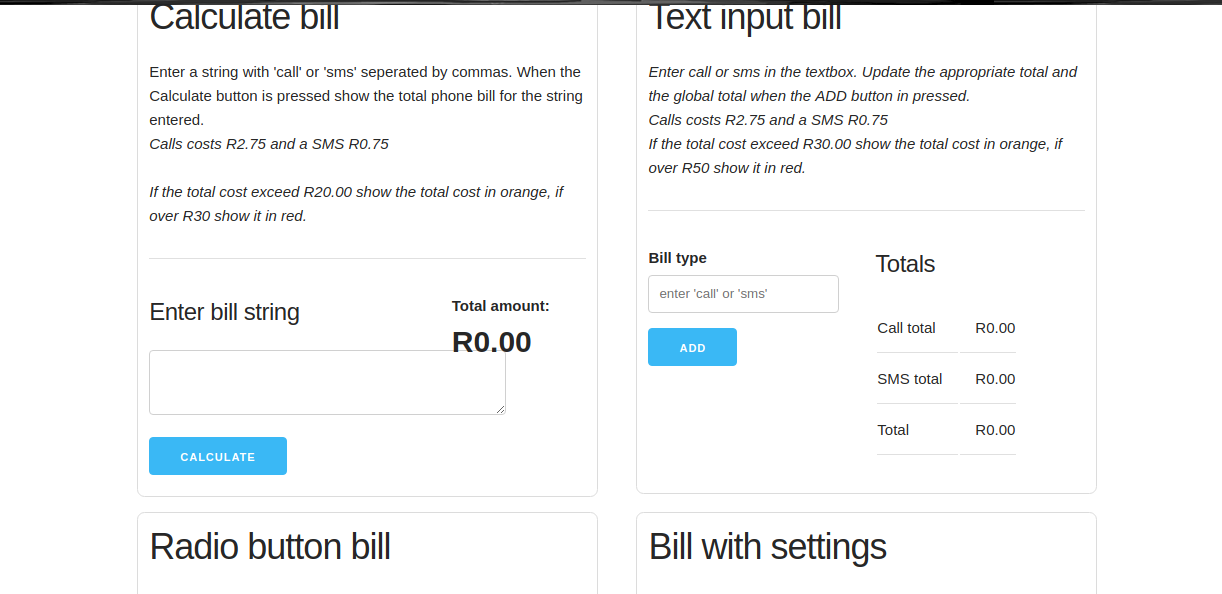 Calculate bill
Enter a string with 'call' or 'sms' seperated by commas. When the
Calculate button is pressed show the total phone bill for the string
entered.
Calls costs R2.75 and a SMS R0.75
If the total cost exceed R20.00 show the total cost in orange, if
over R30 show it in red.
Enter bill string
Total amount:
R0.00
CALCULATE
Text input bill
Enter call or sms in the textbox. Update the appropriate total and
the global total when the ADD button in pressed.
Calls costs R2.75 and a SMS R0.75
If the total cost exceed R30.00 show the total cost in orange, if
over R50 show it in red.
Bill type
enter 'call' or 'sms'
ADD
Totals
Call total R0.00
SMS total R0.00
Total R0.00
Radio button bill
Bill with settings